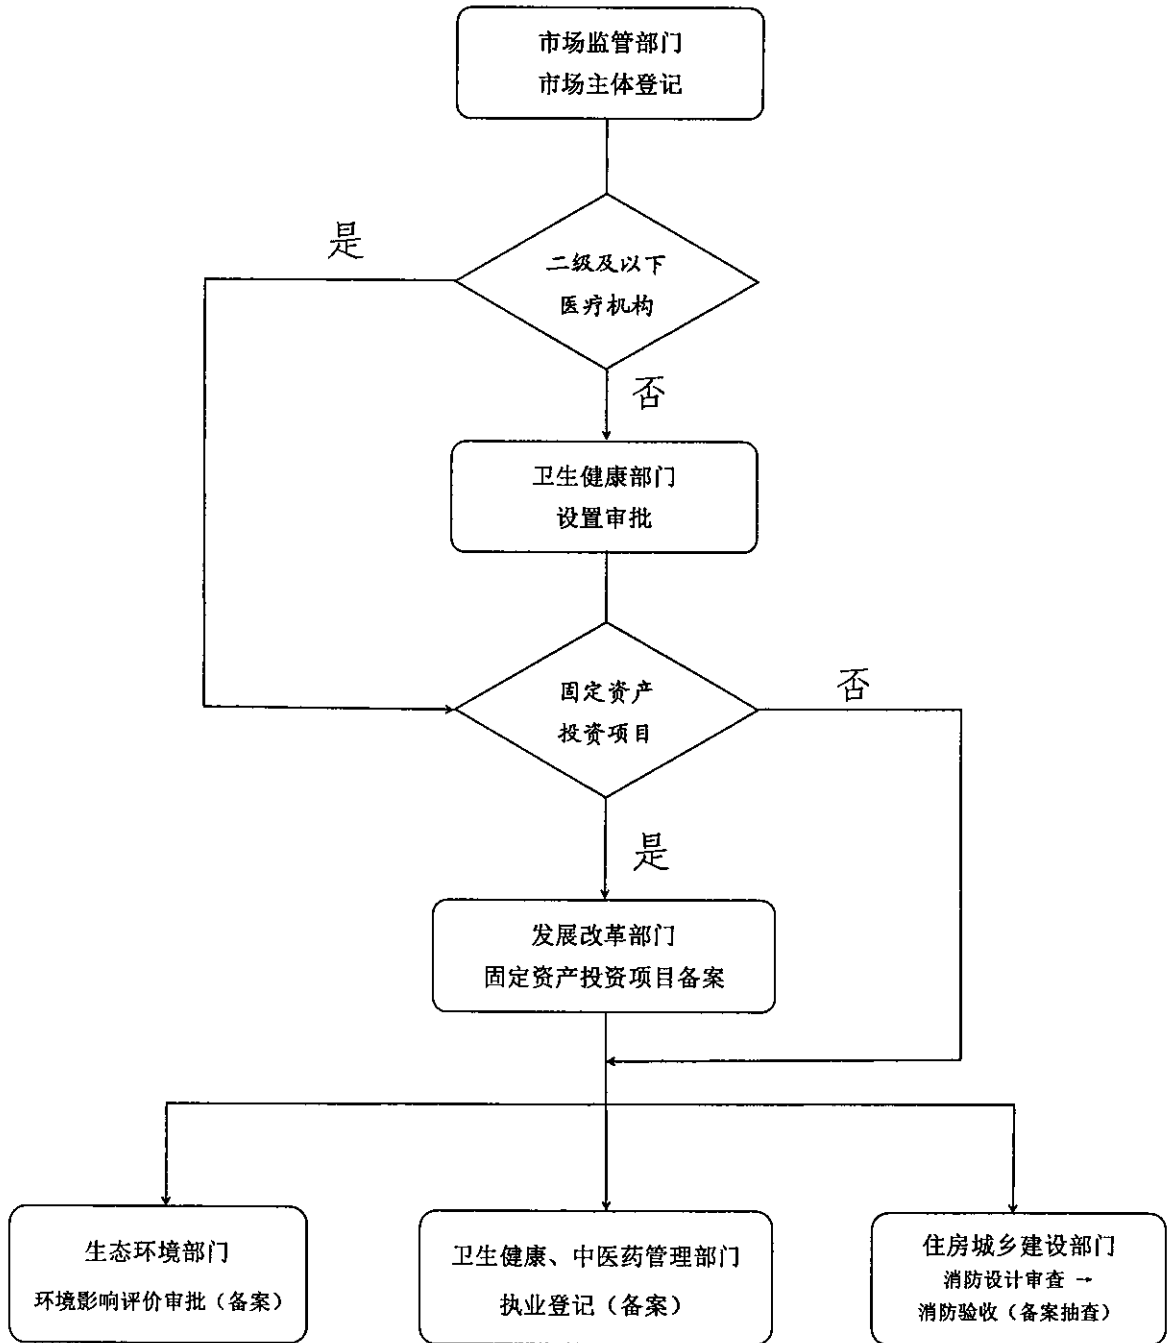 市场监管部门
市场主体登记
是
二级及以下
医疗机构
否
卫生健康部门
设置审批
固定资产
投资项目
否
是
发展改革部门
固定资产投资项目备案
生态环境部门
环境影响评价审批（备案）
卫生健康、中医药管理部门
执业登记（备案）
住房城乡建设部门
消防设计审查 →
消防验收（备案抽查）